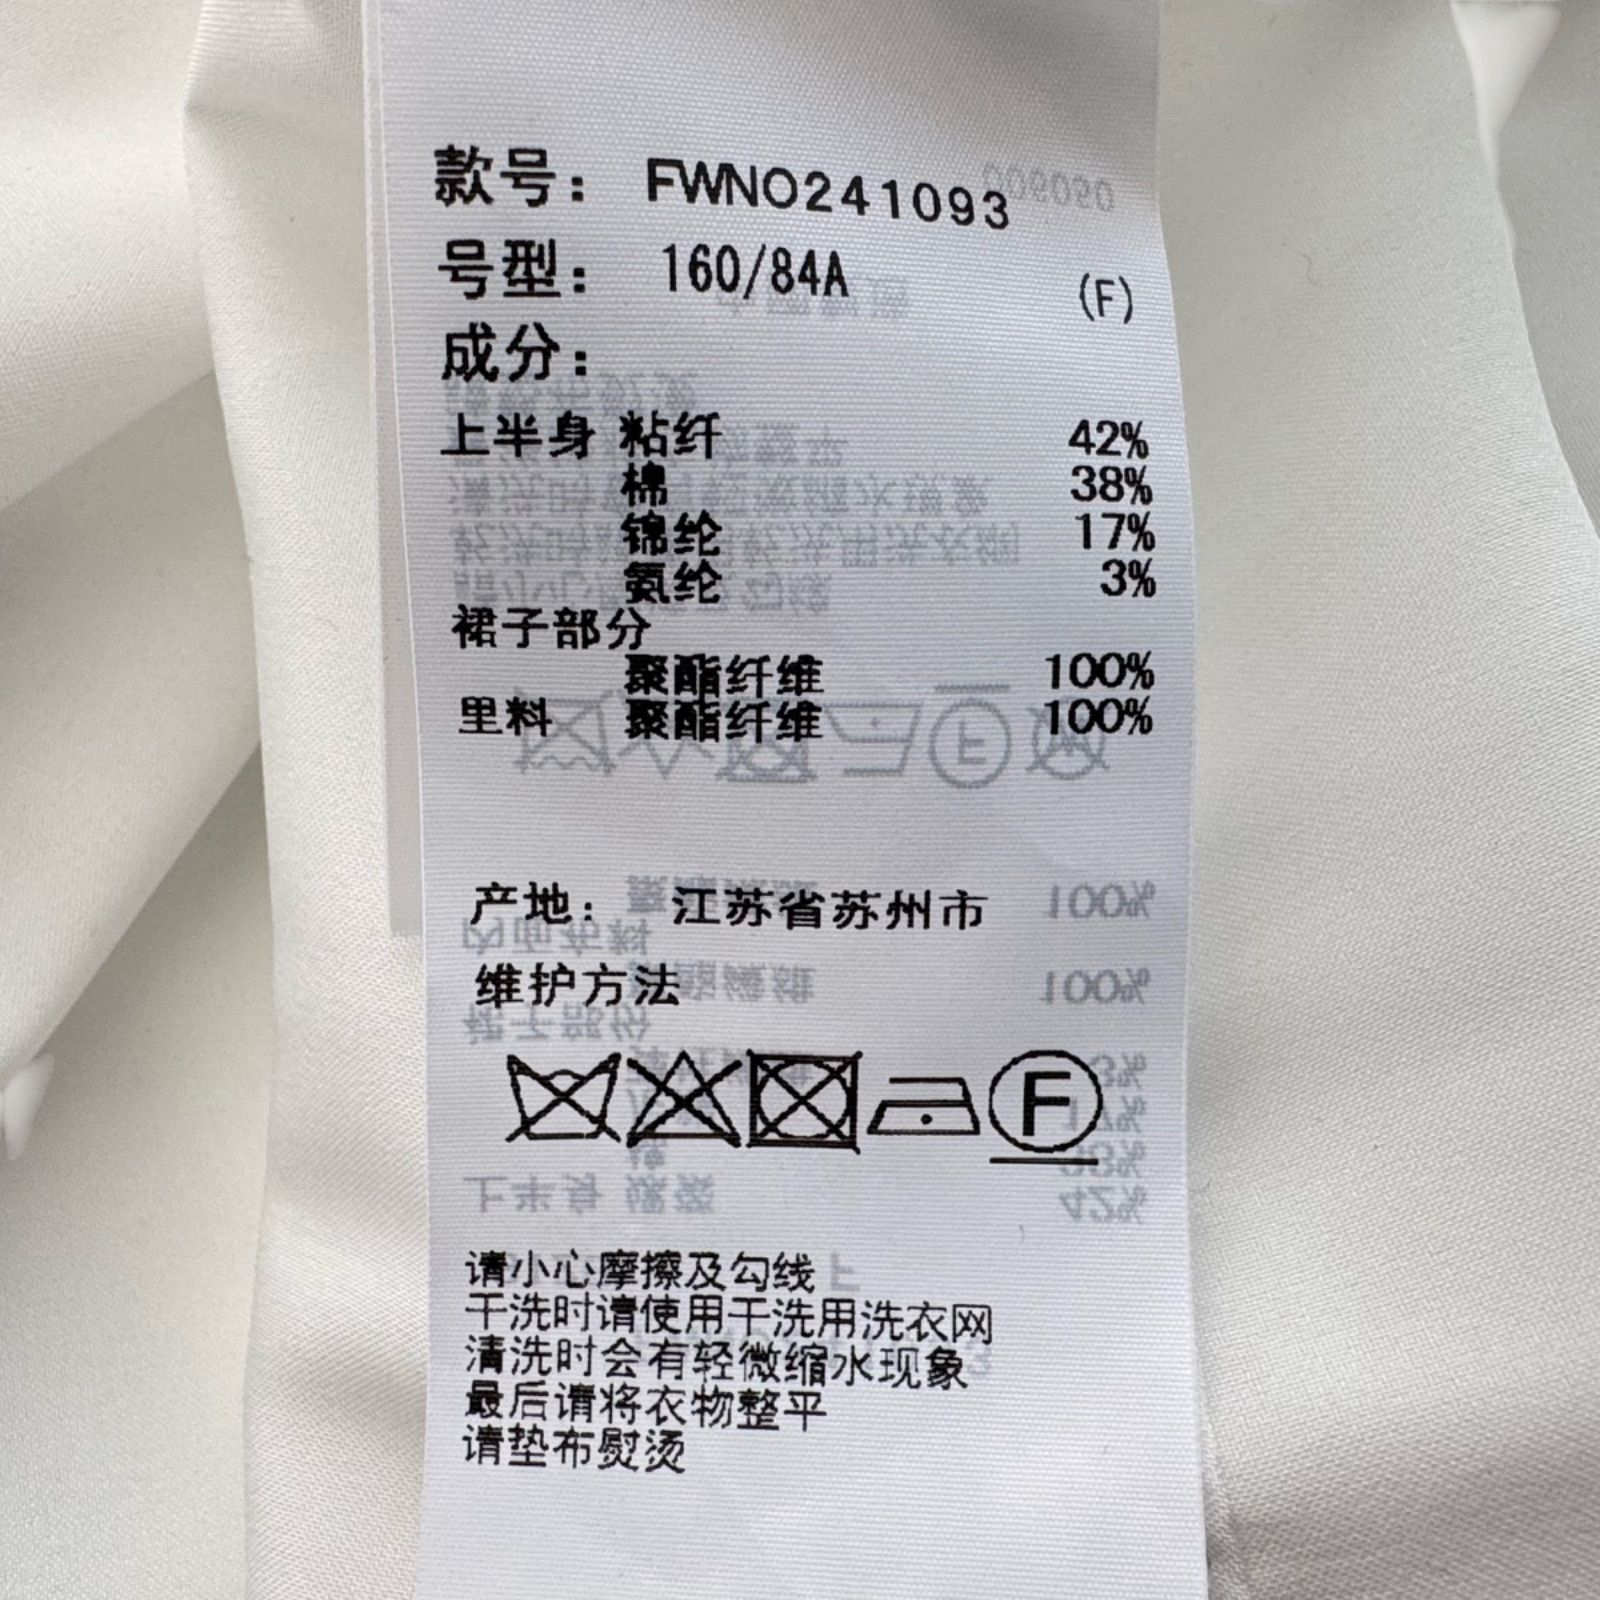 款号： FWNO241093
号型： 160/84A (F)
成分：
上半身 粘纤 42%
棉 38%
锦纶 17%
氨纶 3%
裙子部分
聚酯纤维 100%
里料 聚酯纤维 100%
产地： 江苏省苏州市
维护方法
F
请小心摩擦及勾线
干洗时请使用干洗用洗衣网
清洗时会有轻微缩水现象
最后请将衣物整平
请垫布熨烫